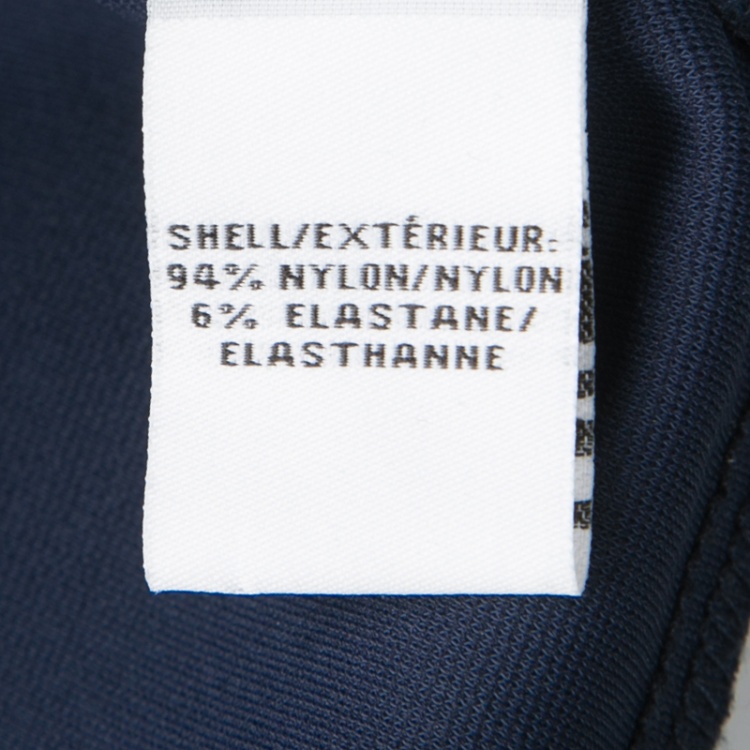 SHELL/EXTÉRIEUR:
94% NYLON/NYLON
6% ELASTANE/
ELASTHANNE